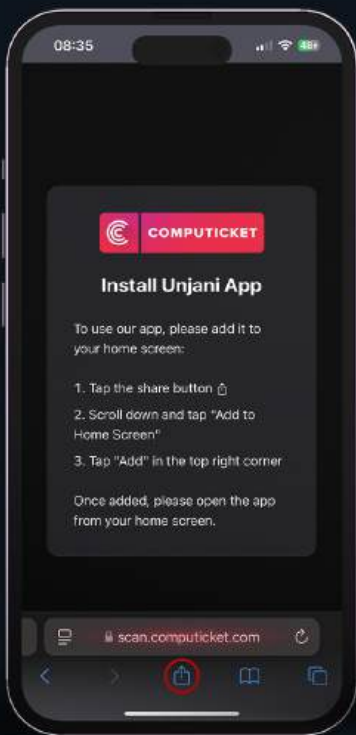 08:35
48
COMPUTICKET
Install Unjani App
To use our app, please add it to
your home screen:
1. Tap the share button
2. Scroll down and tap "Add to
Home Screen"
3. Tap "Add" in the top right corner
Once added, please open the app
from your home screen.
scan.computicket.com